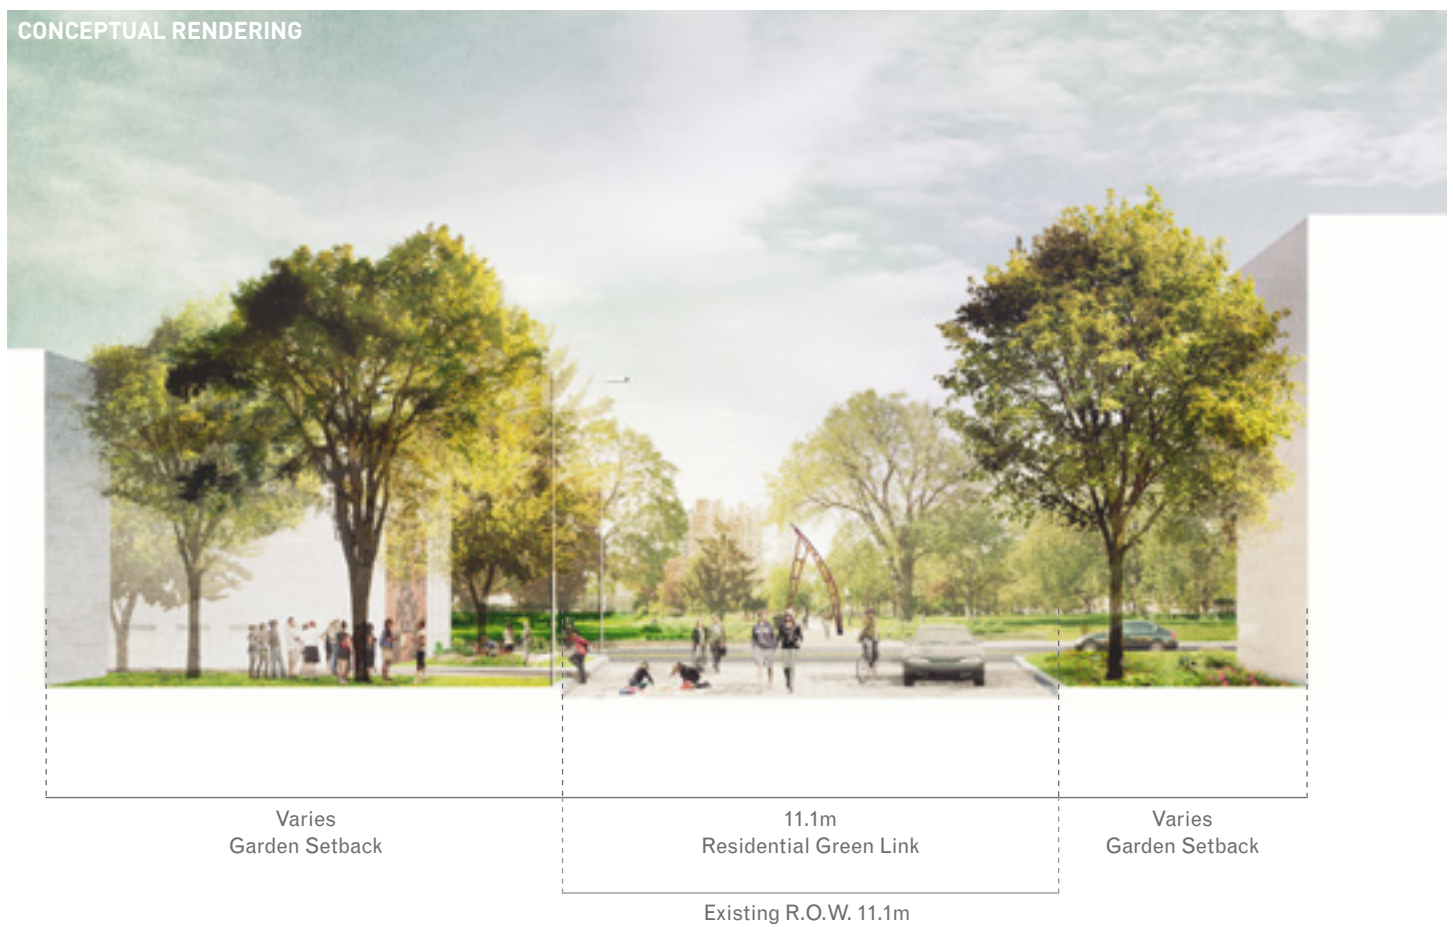 CONCEPTUAL RENDERING
Varies
Garden Setback
11.1m
Residential Green Link
Varies
Garden Setback
Existing R.O.W. 11.1m